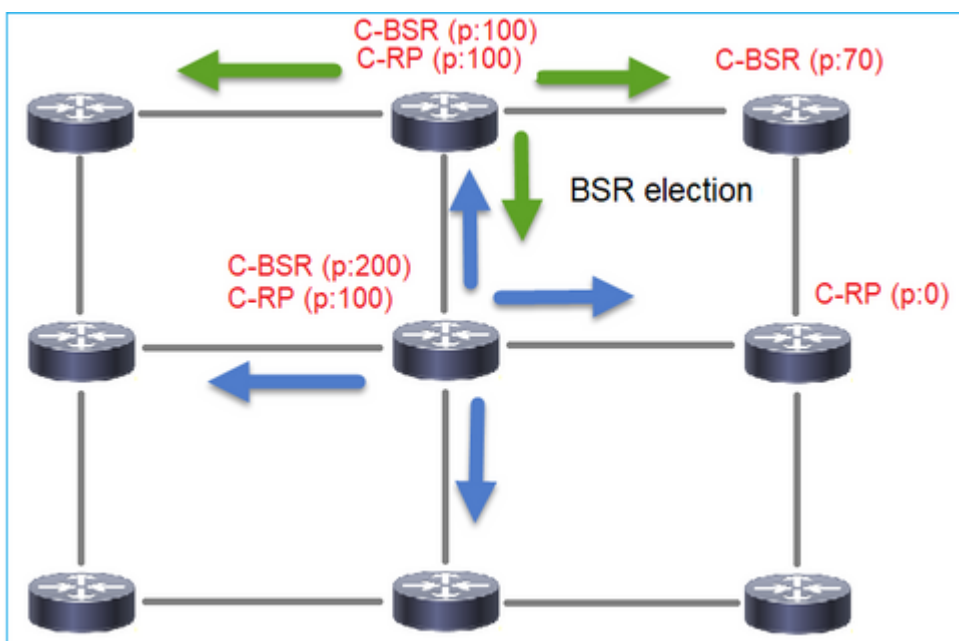 C-BSR (p:100)
C-RP (p:100)
C-BSR (p:70)
BSR election
C-BSR (p:200)
C-RP (p:100)
C-RP (p:0)